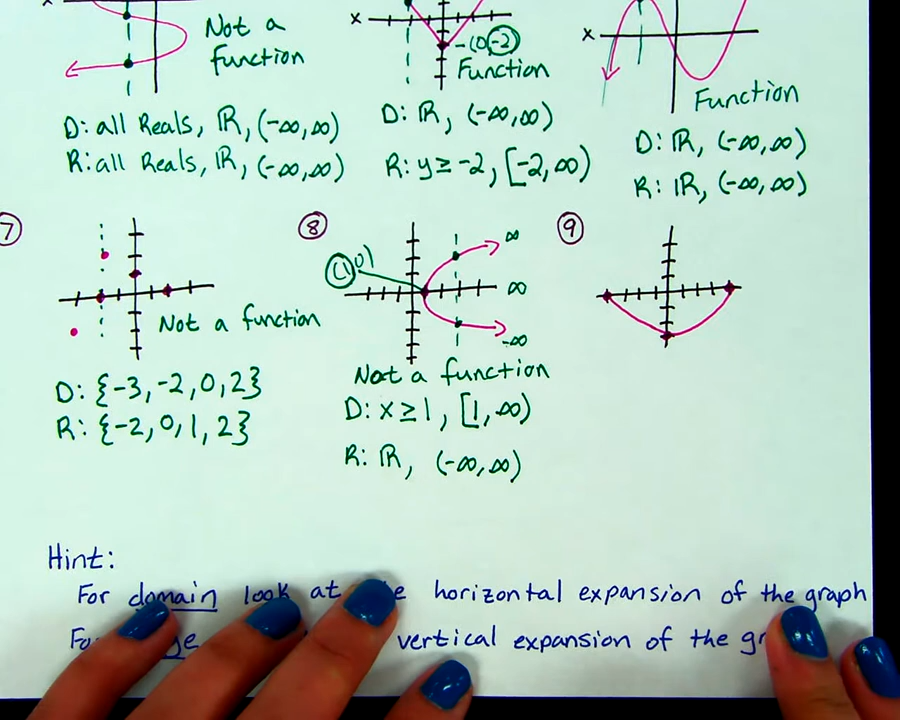 x
Not a
function
D: all Reals, ℝ, (-∞,∞)
R: all Reals, ℝ, (-∞,∞)
x
(0,-2)
Function
D: ℝ, (-∞,∞)
R: y≥-2, [-2,∞)
x
Function
D: ℝ, (-∞,∞)
R: ℝ, (-∞,∞)
7
Not a function
D: {-3,-2,0,2}
R: {-2,0,1,2}
8
(1,0)
∞
∞
-∞
Not a function
D: x≥1, [1,∞)
R: ℝ, (-∞,∞)
9
Hint:
For domain look at horizontal expansion of the graph
vertical expansion of the